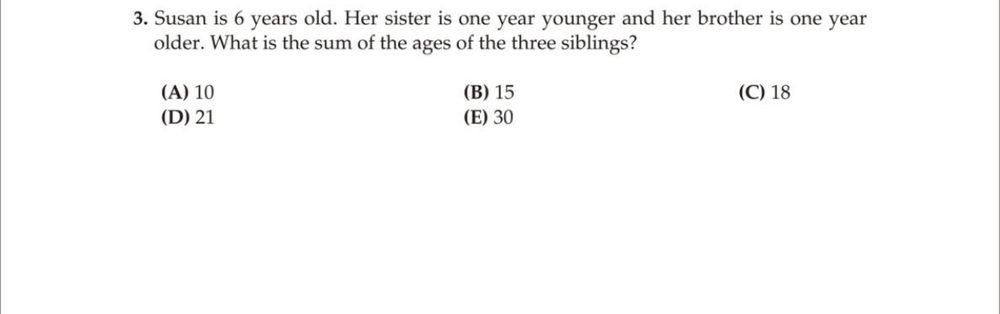 3. Susan is 6 years old. Her sister is one year younger and her brother is one year
older. What is the sum of the ages of the three siblings?
(A) 10 (B) 15 (C) 18
(D) 21 (E) 30